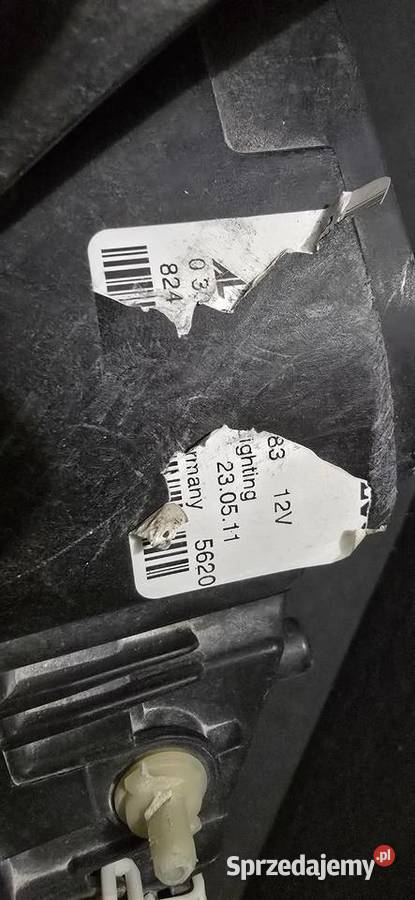 0 3
824
83 12V
ighting
23.05.11
rmany 5620
Sprzedajemy.pl